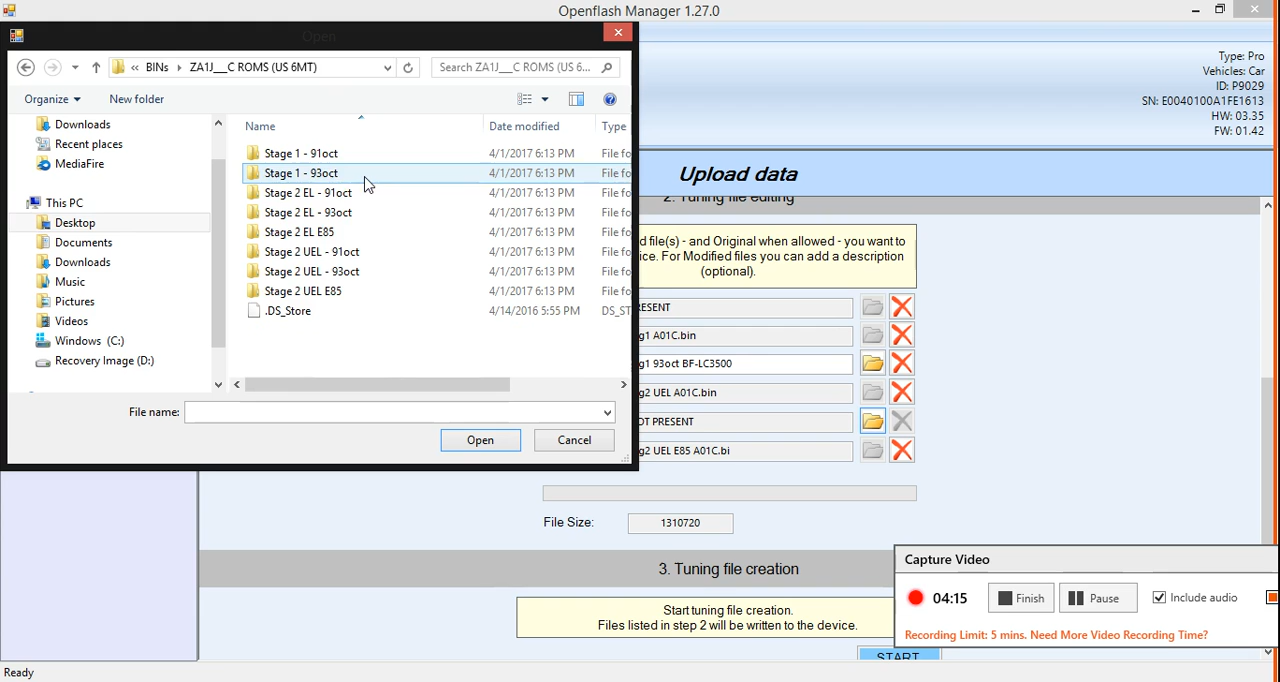 Openflash Manager 1.27.0
Open
« BINs ▸ ZA1J___C ROMS (US 6MT)
Search ZA1J___C ROMS (US 6...
Organize
New folder
Type: Pro
Vehicles: Car
ID: P9029
SN: E0040100A1FE1613
HW: 03.35
FW: 01.42
Downloads
Recent places
MediaFire
This PC
Desktop
Documents
Downloads
Music
Pictures
Videos
Windows (C:)
Recovery Image (D:)
Name Date modified Type
Stage 1 - 91oct 4/1/2017 6:13 PM File fo
Stage 1 - 93oct 4/1/2017 6:13 PM File fo
Stage 2 EL - 91oct 4/1/2017 6:13 PM File fo
Stage 2 EL - 93oct 4/1/2017 6:13 PM File fo
Stage 2 EL E85 4/1/2017 6:13 PM File fo
Stage 2 UEL - 91oct 4/1/2017 6:13 PM File fo
Stage 2 UEL - 93oct 4/1/2017 6:13 PM File fo
Stage 2 UEL E85 4/1/2017 6:13 PM File fo
.DS_Store 4/14/2016 5:55 PM DS_ST
File name:
Open
Cancel
Upload data
2. Tuning file editing
d file(s) - and Original when allowed - you want to
ice. For Modified files you can add a description
(optional).
RESENT
g1 A01C.bin
g1 93oct BF-LC3500
g2 UEL A01C.bin
OT PRESENT
g2 UEL E85 A01C.bi
File Size: 1310720
3. Tuning file creation
Start tuning file creation.
Files listed in step 2 will be written to the device.
START
Capture Video
04:15
Finish
Pause
Include audio
Recording Limit: 5 mins. Need More Video Recording Time?
Ready